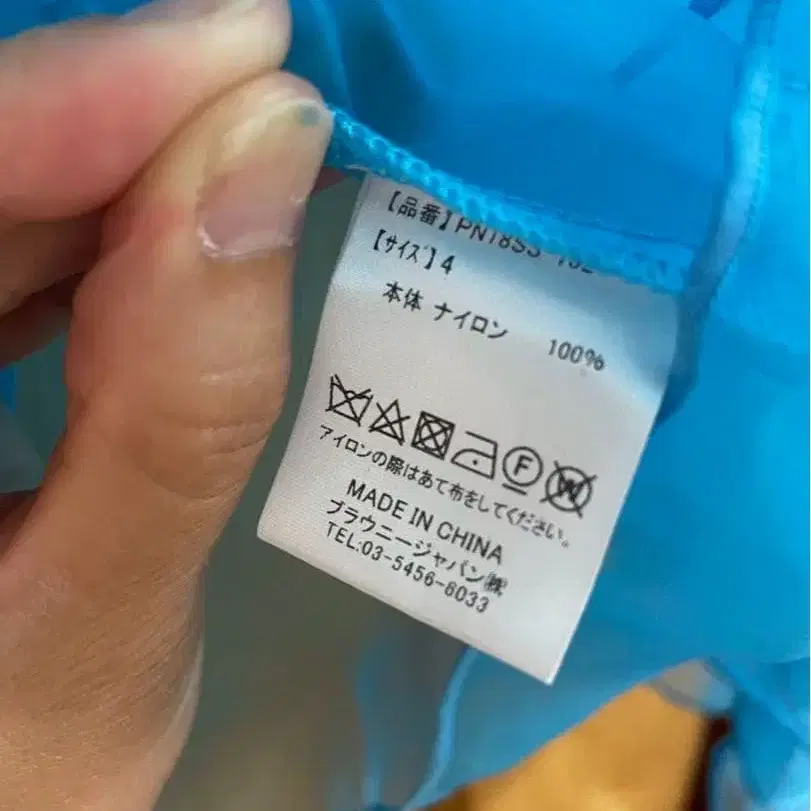 【品番】PN18SS
【サイズ】4
本体 ナイロン 100%
F W
アイロンの際はあて布をしてください。
MADE IN CHINA
ブラウニージャパン㈱
TEL:03-5456-6033